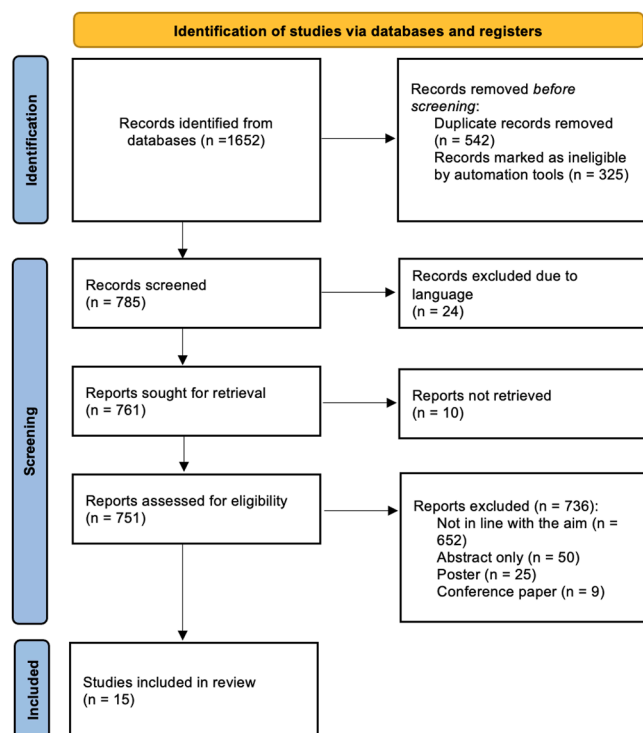 Identification of studies via databases and registers
Identification
Records identified from
databases (n =1652)
Records removed before
screening:
Duplicate records removed
(n = 542)
Records marked as ineligible
by automation tools (n = 325)
Screening
Records screened
(n = 785)
Records excluded due to
language
(n = 24)
Reports sought for retrieval
(n = 761)
Reports not retrieved
(n = 10)
Reports assessed for eligibility
(n = 751)
Reports excluded (n = 736):
Not in line with the aim (n =
652)
Abstract only (n = 50)
Poster (n = 25)
Conference paper (n = 9)
Included
Studies included in review
(n = 15)